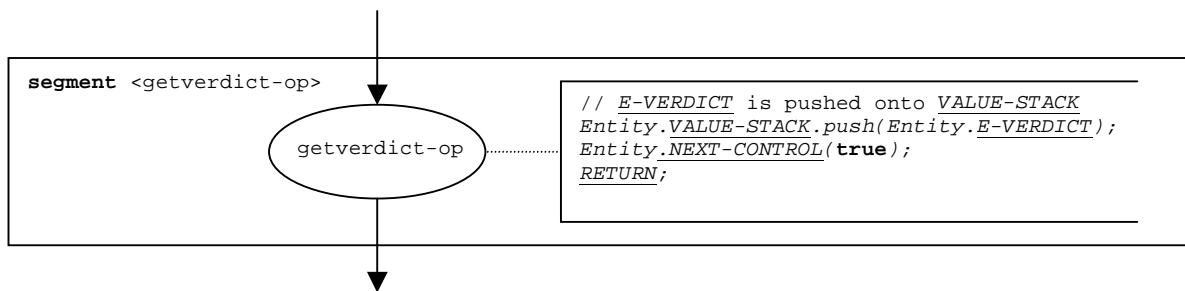 segment <getverdict-op>
getverdict-op
// E-VERDICT is pushed onto VALUE-STACK
Entity.VALUE-STACK.push(Entity.E-VERDICT);
Entity.NEXT-CONTROL(true);
RETURN;